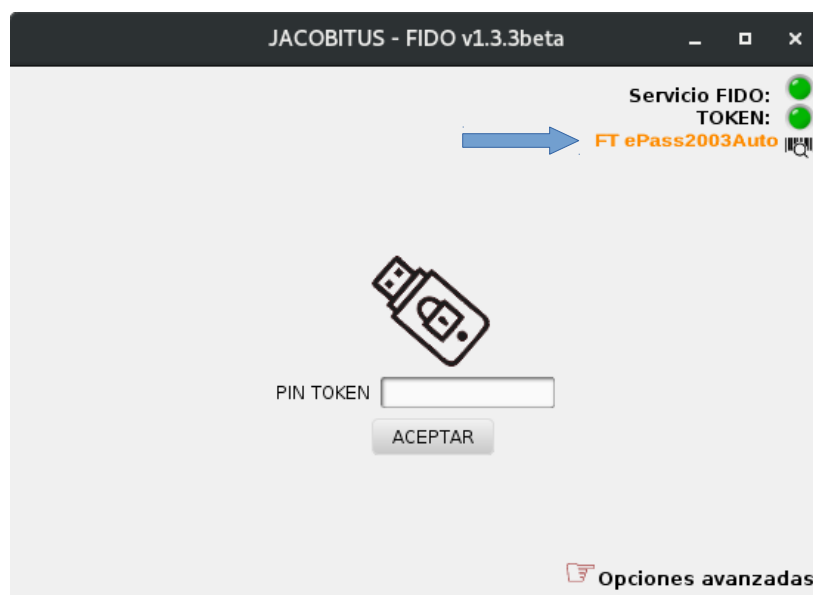 JACOBITUS - FIDO v1.3.3beta
Servicio FIDO:
TOKEN:
FT ePass2003Auto
PIN TOKEN
ACEPTAR
Opciones avanzadas